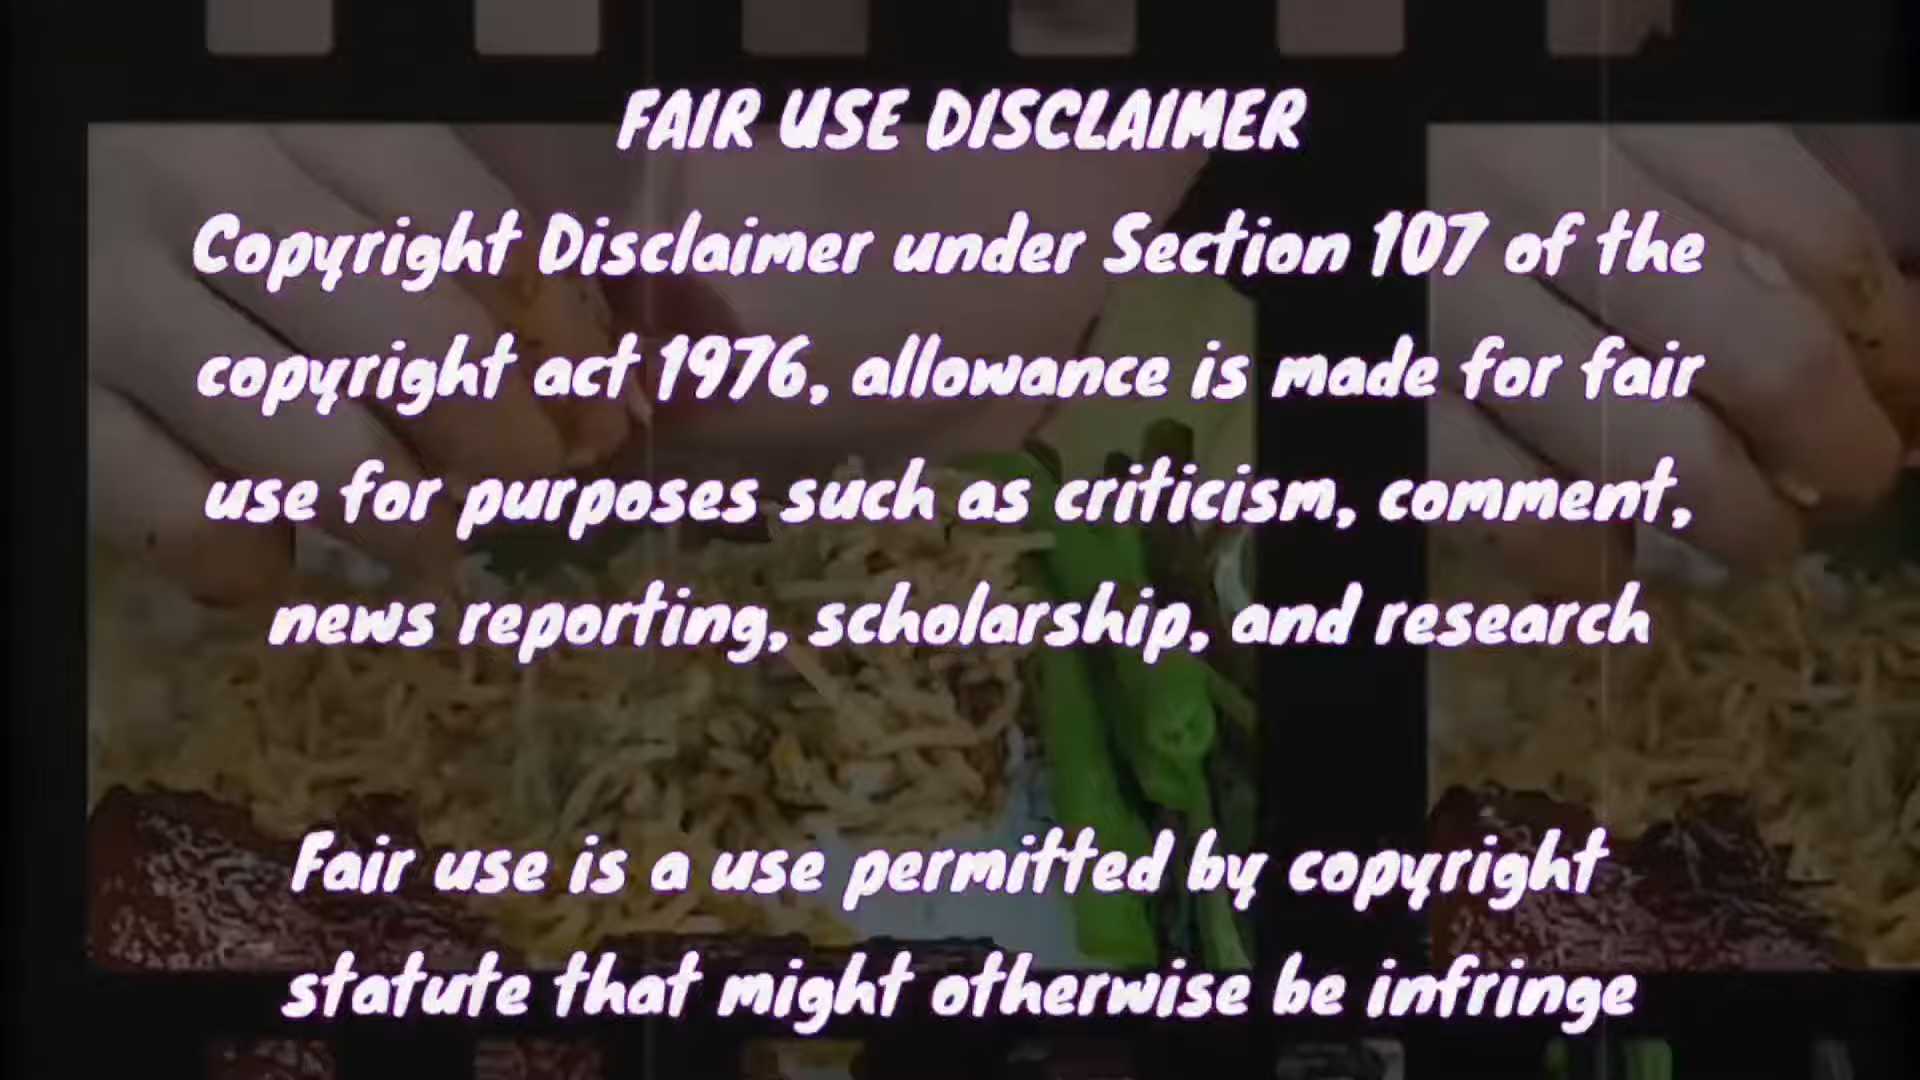 FAIR USE DISCLAIMER
Copyright Disclaimer under Section 107 of the
copyright act 1976, allowance is made for fair
use for purposes such as criticism, comment,
news reporting, scholarship, and research
Fair use is a use permitted by copyright
statute that might otherwise be infringe